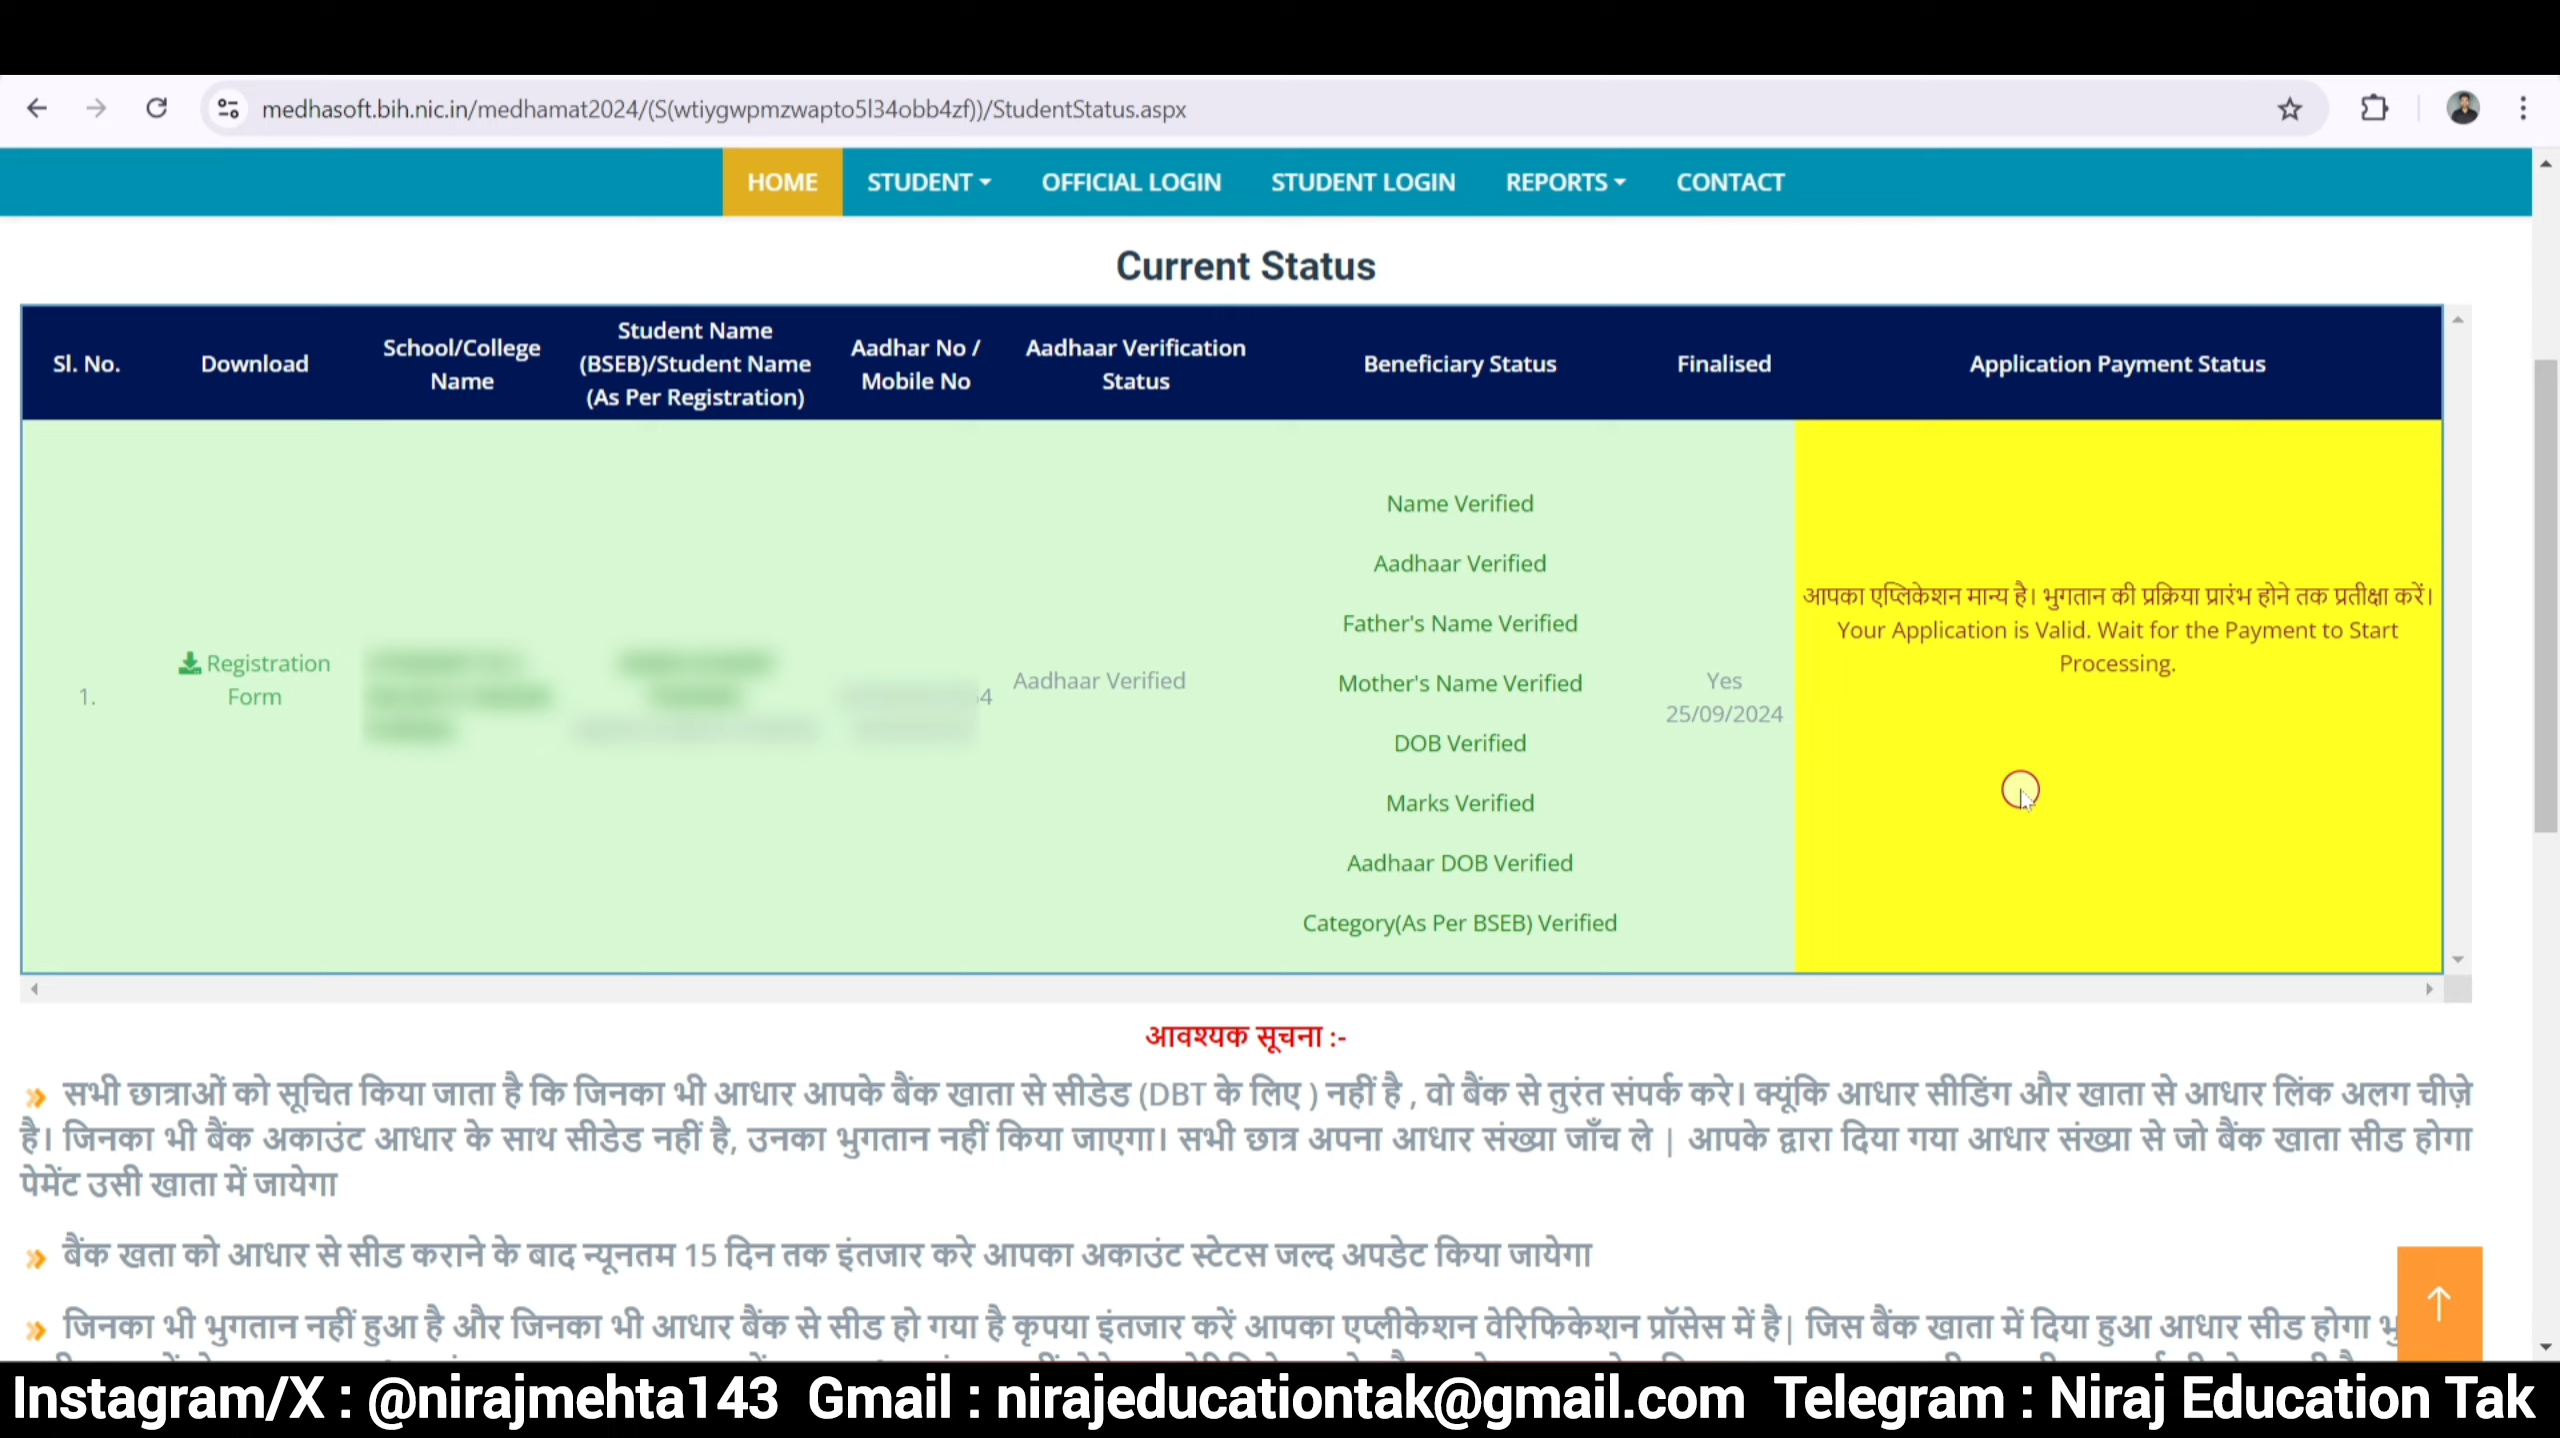 medhasoft.bih.nic.in/medhamat2024/(S(wtiygwpmzwapto5l34obb4zf))/StudentStatus.aspx
HOME STUDENT OFFICIAL LOGIN STUDENT LOGIN REPORTS CONTACT
Current Status
Sl. No.
Download
School/College
Name
Student Name
(BSEB)/Student Name
(As Per Registration)
Aadhar No /
Mobile No
Aadhaar Verification
Status
Beneficiary Status
Finalised
Application Payment Status
1.
Registration
Form
4
Aadhaar Verified
Name Verified
Aadhaar Verified
Father's Name Verified
Mother's Name Verified
DOB Verified
Marks Verified
Aadhaar DOB Verified
Category(As Per BSEB) Verified
Yes
25/09/2024
आपका एप्लिकेशन मान्य है। भुगतान की प्रक्रिया प्रारंभ होने तक प्रतीक्षा करें।
Your Application is Valid. Wait for the Payment to Start
Processing.
आवश्यक सूचना :-
सभी छात्राओं को सूचित किया जाता है कि जिनका भी आधार आपके बैंक खाता से सीडेड (DBT के लिए ) नहीं है , वो बैंक से तुरंत संपर्क करे। क्यूंकि आधार सीडिंग और खाता से आधार लिंक अलग चीज़े
है। जिनका भी बैंक अकाउंट आधार के साथ सीडेड नहीं है, उनका भुगतान नहीं किया जाएगा। सभी छात्र अपना आधार संख्या जाँच ले | आपके द्वारा दिया गया आधार संख्या से जो बैंक खाता सीड होगा
पेमेंट उसी खाता में जायेगा
बैंक खता को आधार से सीड कराने के बाद न्यूनतम 15 दिन तक इंतजार करे आपका अकाउंट स्टेटस जल्द अपडेट किया जायेगा
जिनका भी भुगतान नहीं हुआ है और जिनका भी आधार बैंक से सीड हो गया है कृपया इंतजार करें आपका एप्लीकेशन वेरिफिकेशन प्रॉसेस में है| जिस बैंक खाता में दिया हुआ आधार सीड होगा
Instagram/X : @nirajmehta143 Gmail : nirajeducationtak@gmail.com Telegram : Niraj Education Tak